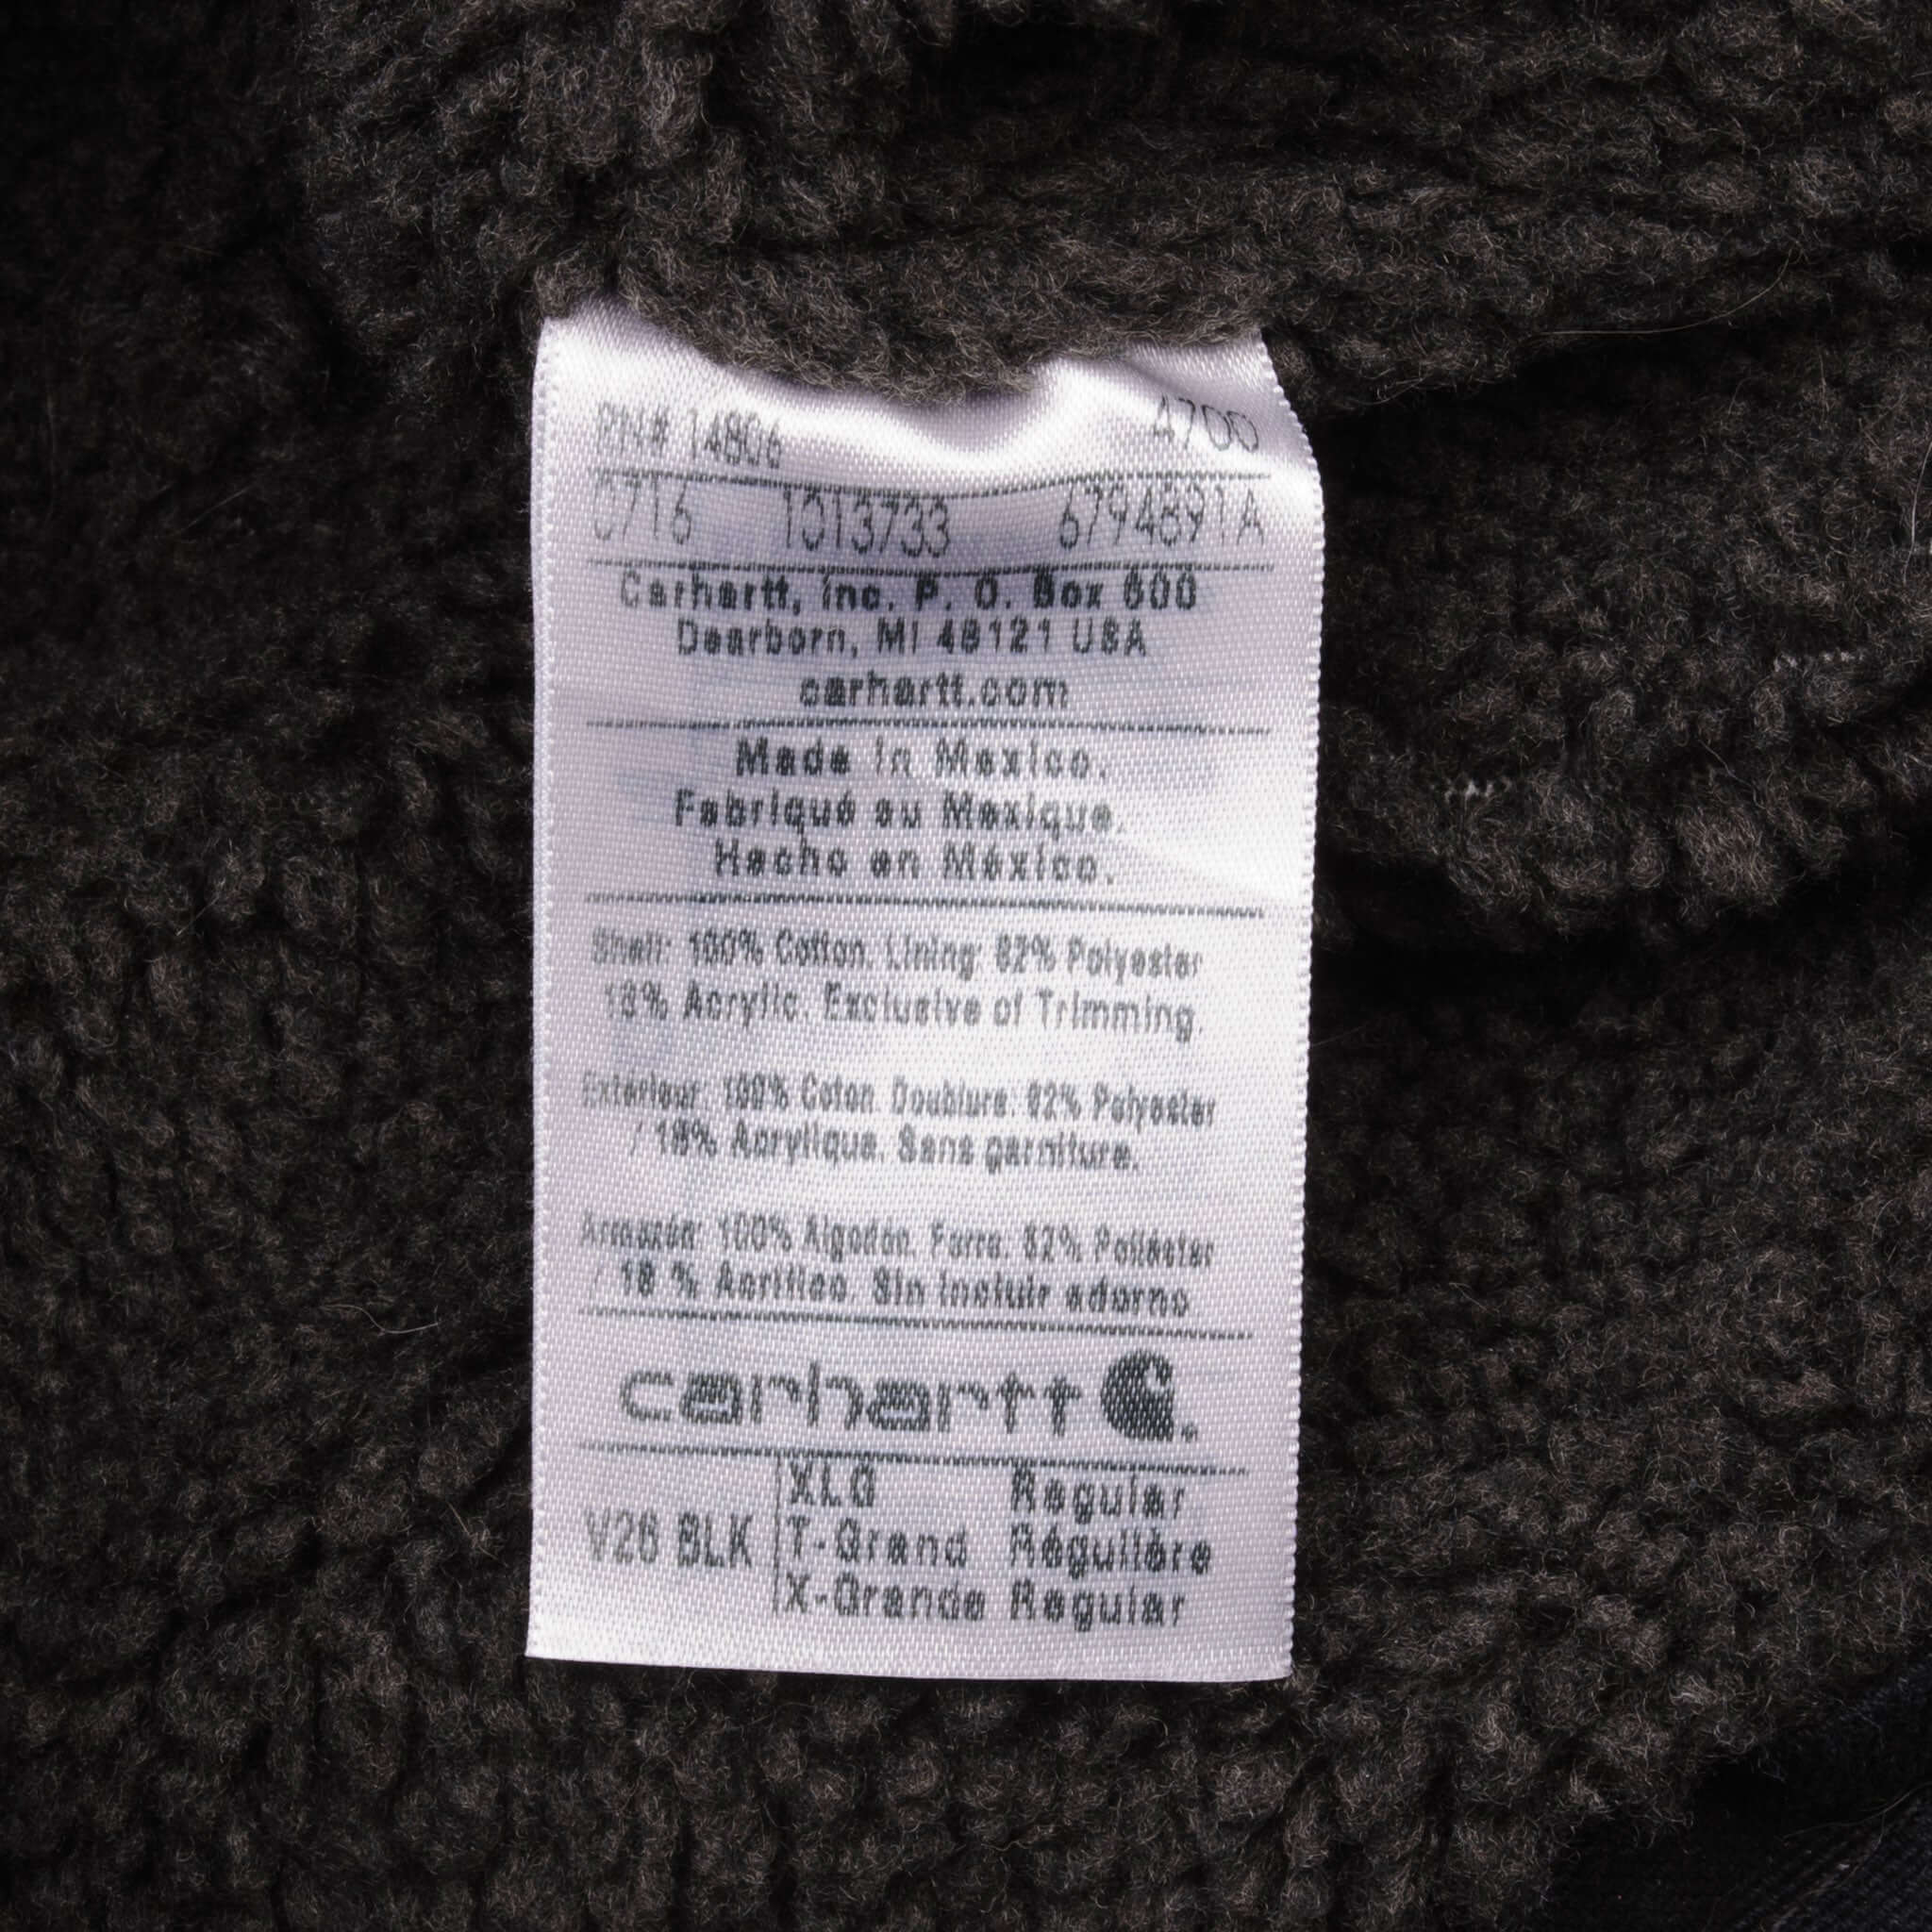 RN# 14806 4700
0716 1013733 6794891A
Carhartt, Inc. P. O. Box 600
Dearborn, MI 48121 USA
carhartt.com
Made in Mexico.
Fabriqué au Mexique.
Hecho en México.
Shell: 100% Cotton. Lining: 82% Polyester
18% Acrylic. Exclusive of Trimming.
Extérieur: 100% Coton. Doublure: 82% Polyester
/ 18% Acrylique. Sans garniture.
Armazón: 100% Algodón. Forro. 82% Poliéster
/ 18 % Acrílico. Sin incluir adorno
carhartt
V26 BLK
XLG Regular
T-Grand Régulière
X-Grande Regular